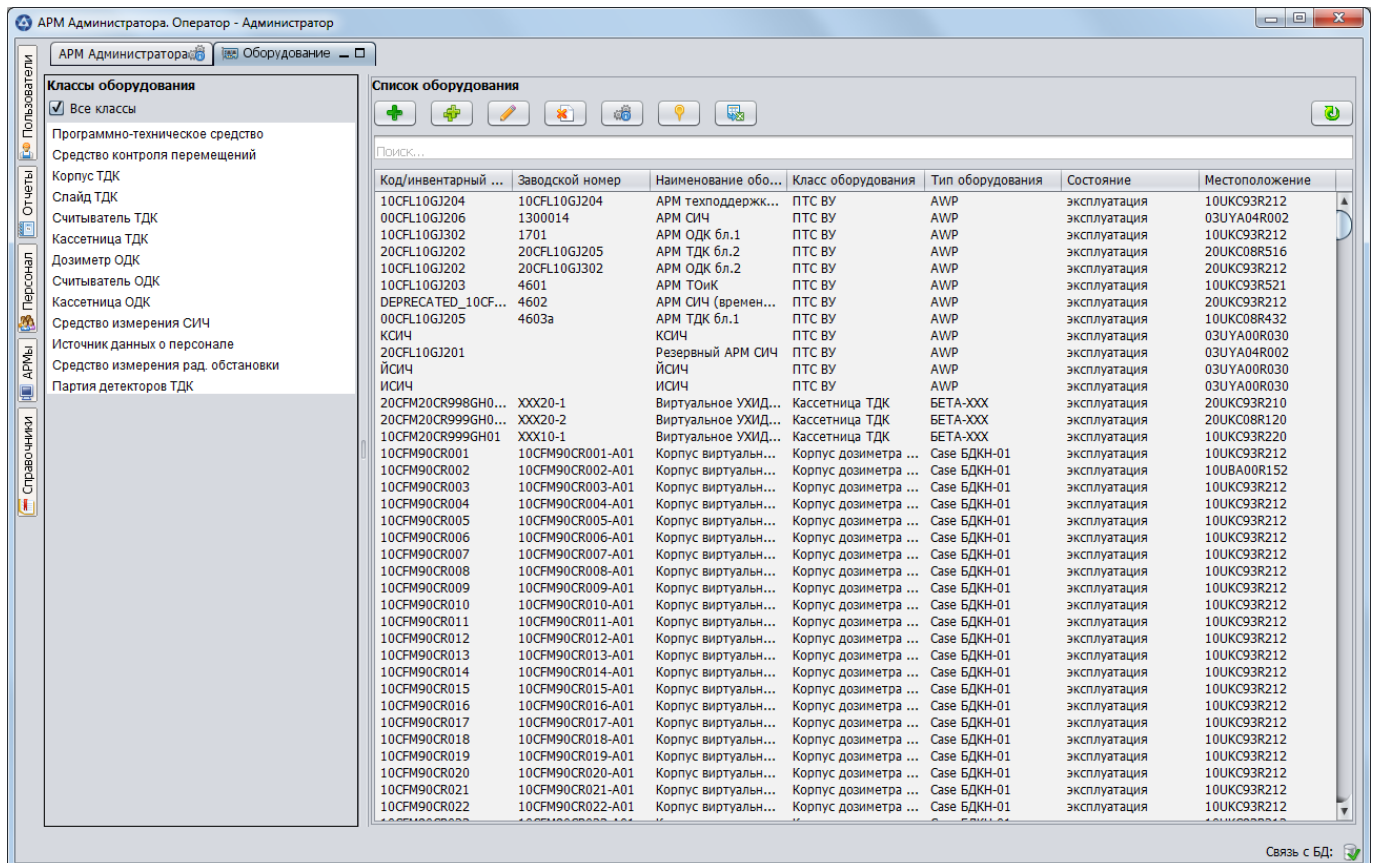 АРМ Администратора. Оператор - Администратор
АРМ Администратора
Оборудование
Пользователи
Отчеты
Персонал
АРМы
Справочники
Классы оборудования
Все классы
Программно-техническое средство
Средство контроля перемещений
Корпус ТДК
Слайд ТДК
Считыватель ТДК
Кассетница ТДК
Дозиметр ОДК
Считыватель ОДК
Кассетница ОДК
Средство измерения СИЧ
Источник данных о персонале
Средство измерения рад. обстановки
Партия детекторов ТДК
Список оборудования
Поиск...
Код/инвентарный ... Заводской номер Наименование обо... Класс оборудования Тип оборудования Состояние Местоположение
10CFL10GJ204 10CFL10GJ204 АРМ техподдержк... ПТС ВУ AWP эксплуатация 10UKC93R212
00CFL10GJ206 1300014 АРМ СИЧ ПТС ВУ AWP эксплуатация 03UYA04R002
10CFL10GJ302 1701 АРМ ОДК бл.1 ПТС ВУ AWP эксплуатация 10UKC93R212
20CFL10GJ202 20CFL10GJ205 АРМ ТДК бл.2 ПТС ВУ AWP эксплуатация 20UKC08R516
10CFL10GJ202 20CFL10GJ302 АРМ ОДК бл.2 ПТС ВУ AWP эксплуатация 20UKC93R212
10CFL10GJ203 4601 АРМ ТОиК ПТС ВУ AWP эксплуатация 10UKC93R521
DEPRECATED_10CF... 4602 АРМ СИЧ (времен... ПТС ВУ AWP эксплуатация 20UKC93R212
00CFL10GJ205 4603a АРМ ТДК бл.1 ПТС ВУ AWP эксплуатация 10UKC08R432
КСИЧ КСИЧ ПТС ВУ AWP эксплуатация 03UYA00R030
20CFL10GJ201 Резервный АРМ СИЧ ПТС ВУ AWP эксплуатация 03UYA04R002
ЙСИЧ ЙСИЧ ПТС ВУ AWP эксплуатация 03UYA00R030
ИСИЧ ИСИЧ ПТС ВУ AWP эксплуатация 03UYA00R030
20CFM20CR998GH0... XXX20-1 Виртуальное УХИД... Кассетница ТДК БЕТА-XXX эксплуатация 20UKC93R210
20CFM20CR999GH0... XXX20-2 Виртуальное УХИД... Кассетница ТДК БЕТА-XXX эксплуатация 20UKC08R120
10CFM20CR999GH01 XXX10-1 Виртуальное УХИД... Кассетница ТДК БЕТА-XXX эксплуатация 10UKC93R220
10CFM90CR001 10CFM90CR001-A01 Корпус виртуальн... Корпус дозиметра ... Case БДКН-01 эксплуатация 10UKC93R212
10CFM90CR002 10CFM90CR002-A01 Корпус виртуальн... Корпус дозиметра ... Case БДКН-01 эксплуатация 10UBA00R152
10CFM90CR003 10CFM90CR003-A01 Корпус виртуальн... Корпус дозиметра ... Case БДКН-01 эксплуатация 10UKC93R212
10CFM90CR004 10CFM90CR004-A01 Корпус виртуальн... Корпус дозиметра ... Case БДКН-01 эксплуатация 10UKC93R212
10CFM90CR005 10CFM90CR005-A01 Корпус виртуальн... Корпус дозиметра ... Case БДКН-01 эксплуатация 10UKC93R212
10CFM90CR006 10CFM90CR006-A01 Корпус виртуальн... Корпус дозиметра ... Case БДКН-01 эксплуатация 10UKC93R212
10CFM90CR007 10CFM90CR007-A01 Корпус виртуальн... Корпус дозиметра ... Case БДКН-01 эксплуатация 10UKC93R212
10CFM90CR008 10CFM90CR008-A01 Корпус виртуальн... Корпус дозиметра ... Case БДКН-01 эксплуатация 10UKC93R212
10CFM90CR009 10CFM90CR009-A01 Корпус виртуальн... Корпус дозиметра ... Case БДКН-01 эксплуатация 10UKC93R212
10CFM90CR010 10CFM90CR010-A01 Корпус виртуальн... Корпус дозиметра ... Case БДКН-01 эксплуатация 10UKC93R212
10CFM90CR011 10CFM90CR011-A01 Корпус виртуальн... Корпус дозиметра ... Case БДКН-01 эксплуатация 10UKC93R212
10CFM90CR012 10CFM90CR012-A01 Корпус виртуальн... Корпус дозиметра ... Case БДКН-01 эксплуатация 10UKC93R212
10CFM90CR013 10CFM90CR013-A01 Корпус виртуальн... Корпус дозиметра ... Case БДКН-01 эксплуатация 10UKC93R212
10CFM90CR014 10CFM90CR014-A01 Корпус виртуальн... Корпус дозиметра ... Case БДКН-01 эксплуатация 10UKC93R212
10CFM90CR015 10CFM90CR015-A01 Корпус виртуальн... Корпус дозиметра ... Case БДКН-01 эксплуатация 10UKC93R212
10CFM90CR016 10CFM90CR016-A01 Корпус виртуальн... Корпус дозиметра ... Case БДКН-01 эксплуатация 10UKC93R212
10CFM90CR017 10CFM90CR017-A01 Корпус виртуальн... Корпус дозиметра ... Case БДКН-01 эксплуатация 10UKC93R212
10CFM90CR018 10CFM90CR018-A01 Корпус виртуальн... Корпус дозиметра ... Case БДКН-01 эксплуатация 10UKC93R212
10CFM90CR019 10CFM90CR019-A01 Корпус виртуальн... Корпус дозиметра ... Case БДКН-01 эксплуатация 10UKC93R212
10CFM90CR020 10CFM90CR020-A01 Корпус виртуальн... Корпус дозиметра ... Case БДКН-01 эксплуатация 10UKC93R212
10CFM90CR021 10CFM90CR021-A01 Корпус виртуальн... Корпус дозиметра ... Case БДКН-01 эксплуатация 10UKC93R212
10CFM90CR022 10CFM90CR022-A01 Корпус виртуальн... Корпус дозиметра ... Case БДКН-01 эксплуатация 10UKC93R212
Связь с БД: